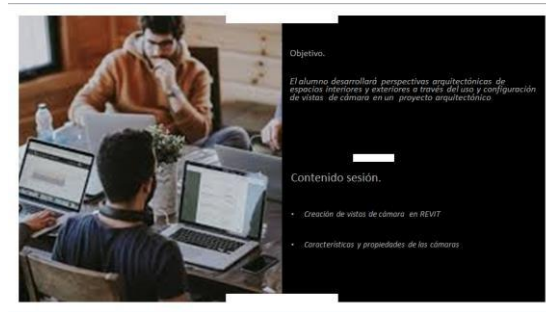 Objetivo.
El alumno desarrollará perspectivas arquitectónicas de
espacios interiores y exteriores a través del uso y configuración
de vistas de cámara en un proyecto arquitectónico
Contenido sesión.
• Creación de vistas de cámara en REVIT
• Características y propiedades de las cámaras